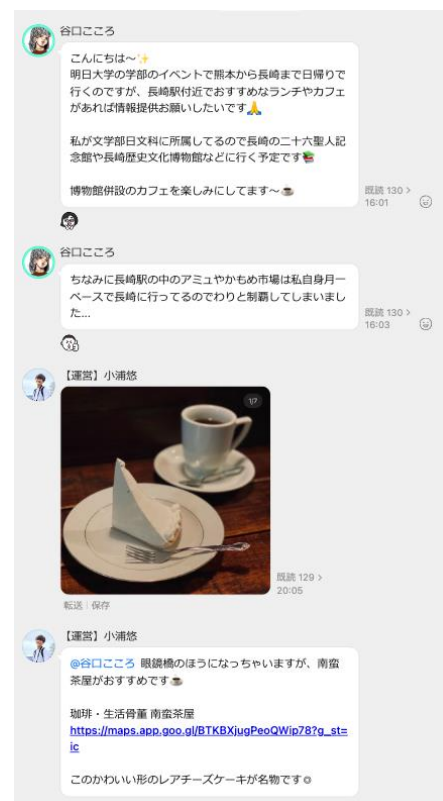 谷口こころ
こんにちは〜✨
明日大学の学部のイベントで熊本から長崎まで日帰りで
行くのですが、長崎駅付近でおすすめなランチやカフェ
があれば情報提供お願いしたいです🙏
私が文学部日文科に所属してるので長崎の二十六聖人記
念館や長崎歴史文化博物館などに行く予定です📚
博物館併設のカフェを楽しみにしてます〜☕
既読 130 >
16:01
谷口こころ
ちなみに長崎駅の中のアミュやかもめ市場は私自身月一
ペースで長崎に行ってるのでわりと制覇してしまいまし
た...
既読 130 >
16:03
【運営】小浦悠
1/7
既読 129 >
20:05
転送 | 保存
【運営】小浦悠
@谷口こころ 眼鏡橋のほうになっちゃいますが、南蛮
茶屋がおすすめです☕
珈琲・生活骨董 南蛮茶屋
https://maps.app.goo.gl/BTKBXjugPeoQWip78?g_st=
ic
このかわいい形のレアチーズケーキが名物です◎